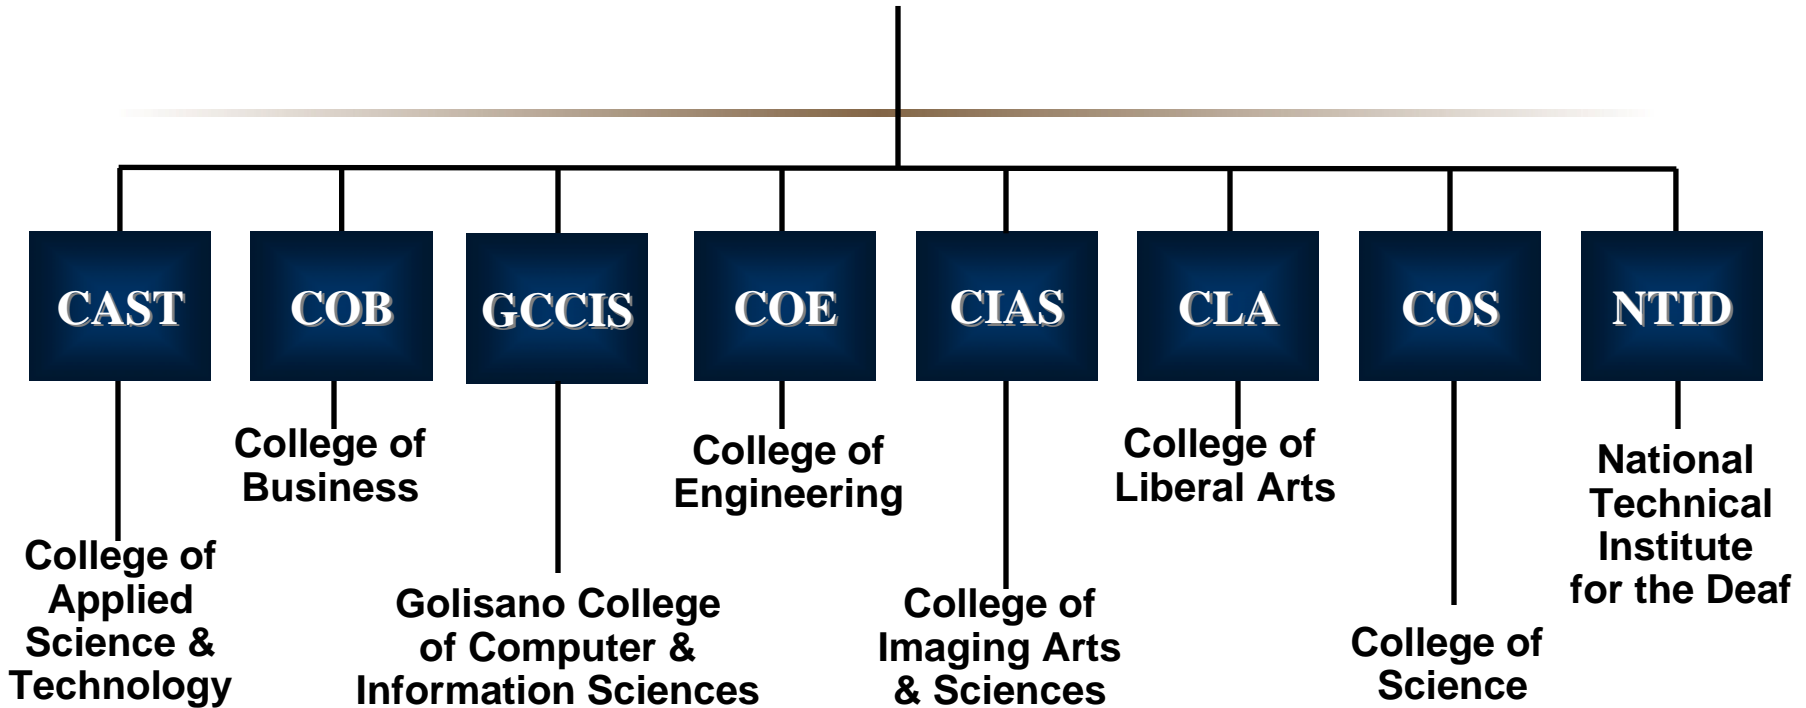 CAST
COB
GCCIS
COE
CIAS
CLA
COS
NTID
College of
Applied
Science &
Technology
College of
Business
Golisano College
of Computer &
Information Sciences
College of
Engineering
College of
Imaging Arts
& Sciences
College of
Liberal Arts
College of
Science
National
Technical
Institute
for the Deaf